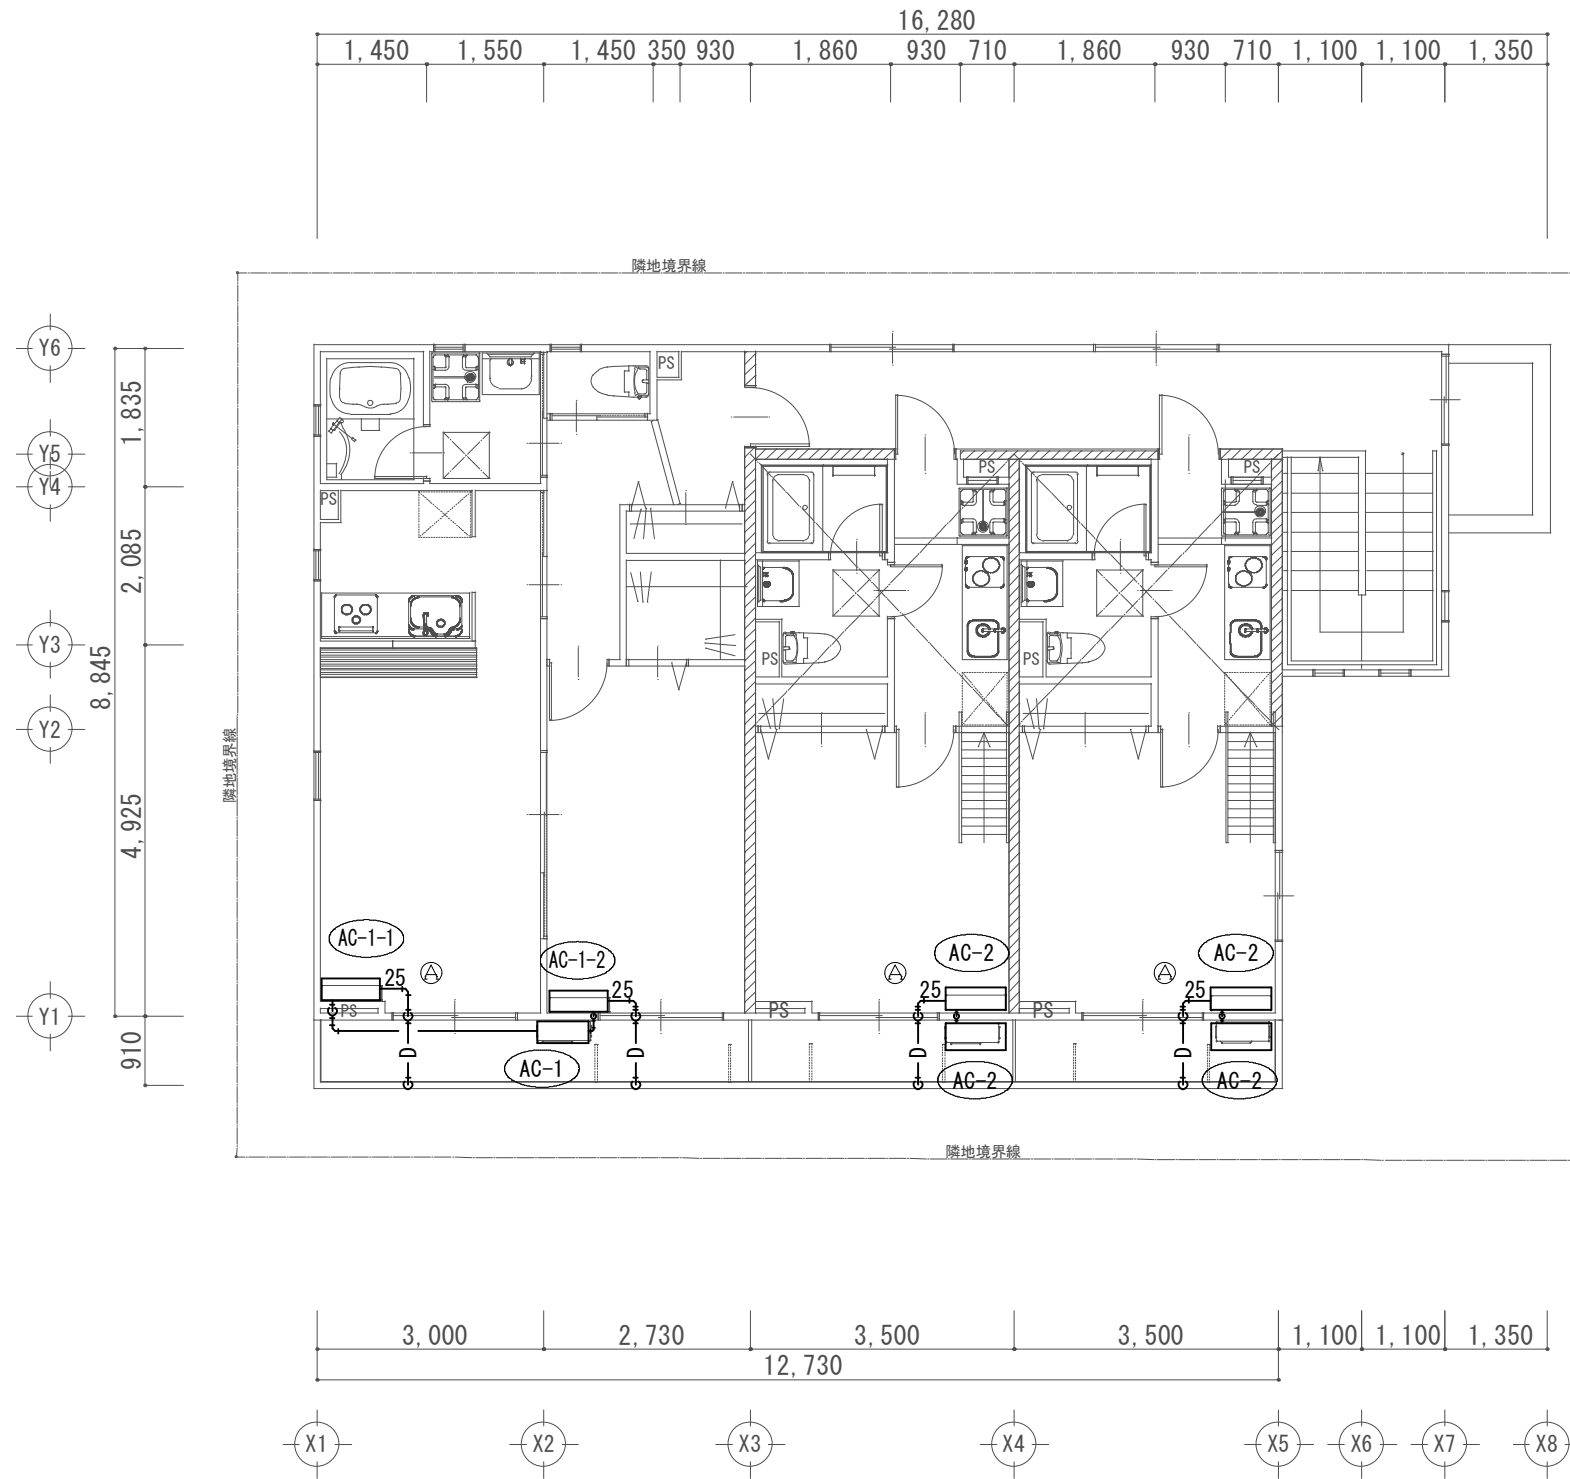 16,280
1,450 1,550 1,450 350 930 1,860 930 710 1,860 930 710 1,100 1,100 1,350
隣地境界線
Y6
PS
1,835
Y5
PS PS
Y4
PS
2,085
Y3
8,845
PS PS
Y2
隣地境界線
4,925
AC-1-1
AC-1-2
AC-2
AC-2
A A A
25 25 25
PS PS PS
Y1
910
D D D D
AC-1
AC-2
AC-2
隣地境界線
3,000 2,730 3,500 3,500 1,100 1,100 1,350
12,730
X1 X2 X3 X4 X5 X6 X7 X8